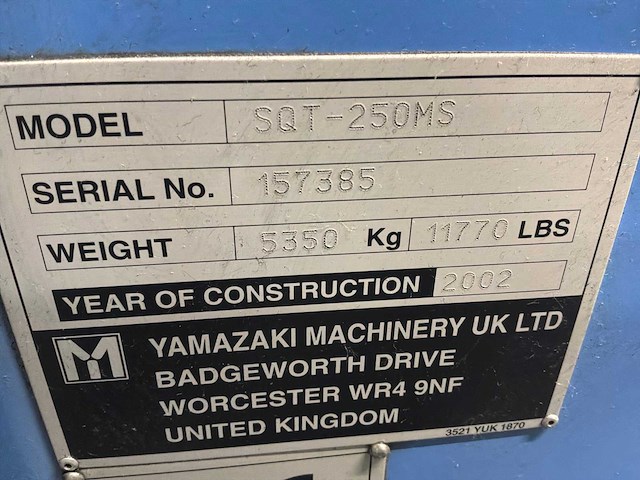 MODEL SQT-250MS
SERIAL No. 157385
WEIGHT 5350 Kg 11770 LBS
YEAR OF CONSTRUCTION 2002
YAMAZAKI MACHINERY UK LTD
BADGEWORTH DRIVE
WORCESTER WR4 9NF
UNITED KINGDOM
3521 YUK 1870